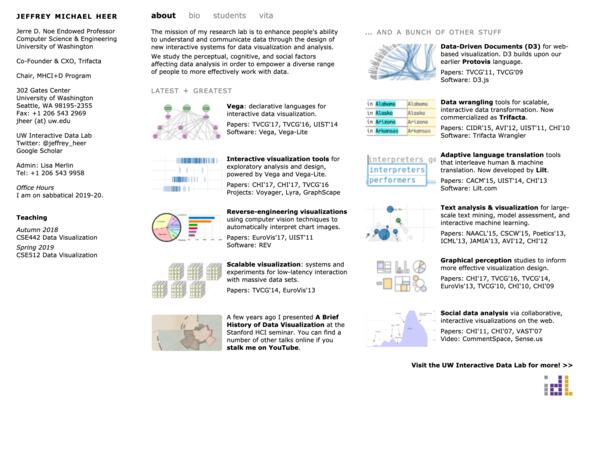 JEFFREY MICHAEL HEER
Jerre D. Noe Endowed Professor
Computer Science & Engineering
University of Washington
Co-Founder & CXO, Trifacta
Chair, MHCI+D Program
302 Gates Center
University of Washington
Seattle, WA 98195-2355
Fax: +1 206 543 2969
jheer (at) uw.edu
UW Interactive Data Lab
Twitter: @jeffrey_heer
Google Scholar
Admin: Lisa Merlin
Tel: +1 206 543 9958
Office Hours
I am on sabbatical 2019-20.
Teaching
Autumn 2018
CSE442 Data Visualization
Spring 2019
CSE512 Data Visualization
about bio students vita
The mission of my research lab is to enhance people's ability
to understand and communicate data through the design of
new interactive systems for data visualization and analysis.
We study the perceptual, cognitive, and social factors
affecting data analysis in order to empower a diverse range
of people to more effectively work with data.
LATEST + GREATEST
Vega: declarative languages for
interactive data visualization.
Papers: TVCG'17, TVCG'16, UIST'14
Software: Vega, Vega-Lite
Interactive visualization tools for
exploratory analysis and design,
powered by Vega and Vega-Lite.
Papers: CHI'17, CHI'17, TVCG'16
Projects: Voyager, Lyra, GraphScape
Reverse-engineering visualizations
using computer vision techniques to
automatically interpret chart images.
Papers: EuroVis'17, UIST'11
Software: REV
Scalable visualization: systems and
experiments for low-latency interaction
with massive data sets.
Papers: TVCG'14, EuroVis'13
A few years ago I presented A Brief
History of Data Visualization at the
Stanford HCI seminar. You can find a
number of other talks online if you
stalk me on YouTube.
... AND A BUNCH OF OTHER STUFF
Data-Driven Documents (D3) for web-
based visualization. D3 builds upon our
earlier Protovis language.
Papers: TVCG'11, TVCG'09
Software: D3.js
in Alabama Alabama
in Alaska Alaska
in Arizona Arizona
in Arkansas Arkansas
Data wrangling tools for scalable,
interactive data transformation. Now
commercialized as Trifacta.
Papers: CIDR'15, AVI'12, UIST'11, CHI'10
Software: Trifacta Wrangler
interpreters
interpreters
performers
Adaptive language translation tools
that interleave human & machine
translation. Now developed by Lilt.
Papers: CACM'15, UIST'14, CHI'13
Software: Lilt.com
Text analysis & visualization for large-
scale text mining, model assessment, and
interactive machine learning.
Papers: NAACL'15, CSCW'15, Poetics'13,
ICML'13, JAMIA'13, AVI'12, CHI'12
Graphical perception studies to inform
more effective visualization design.
Papers: CHI'17, TVCG'16, TVCG'14,
EuroVis'13, TVCG'10, CHI'10, CHI'09
Social data analysis via collaborative,
interactive visualizations on the web.
Papers: CHI'11, CHI'07, VAST'07
Video: CommentSpace, Sense.us
Visit the UW Interactive Data Lab for more! >>
idl